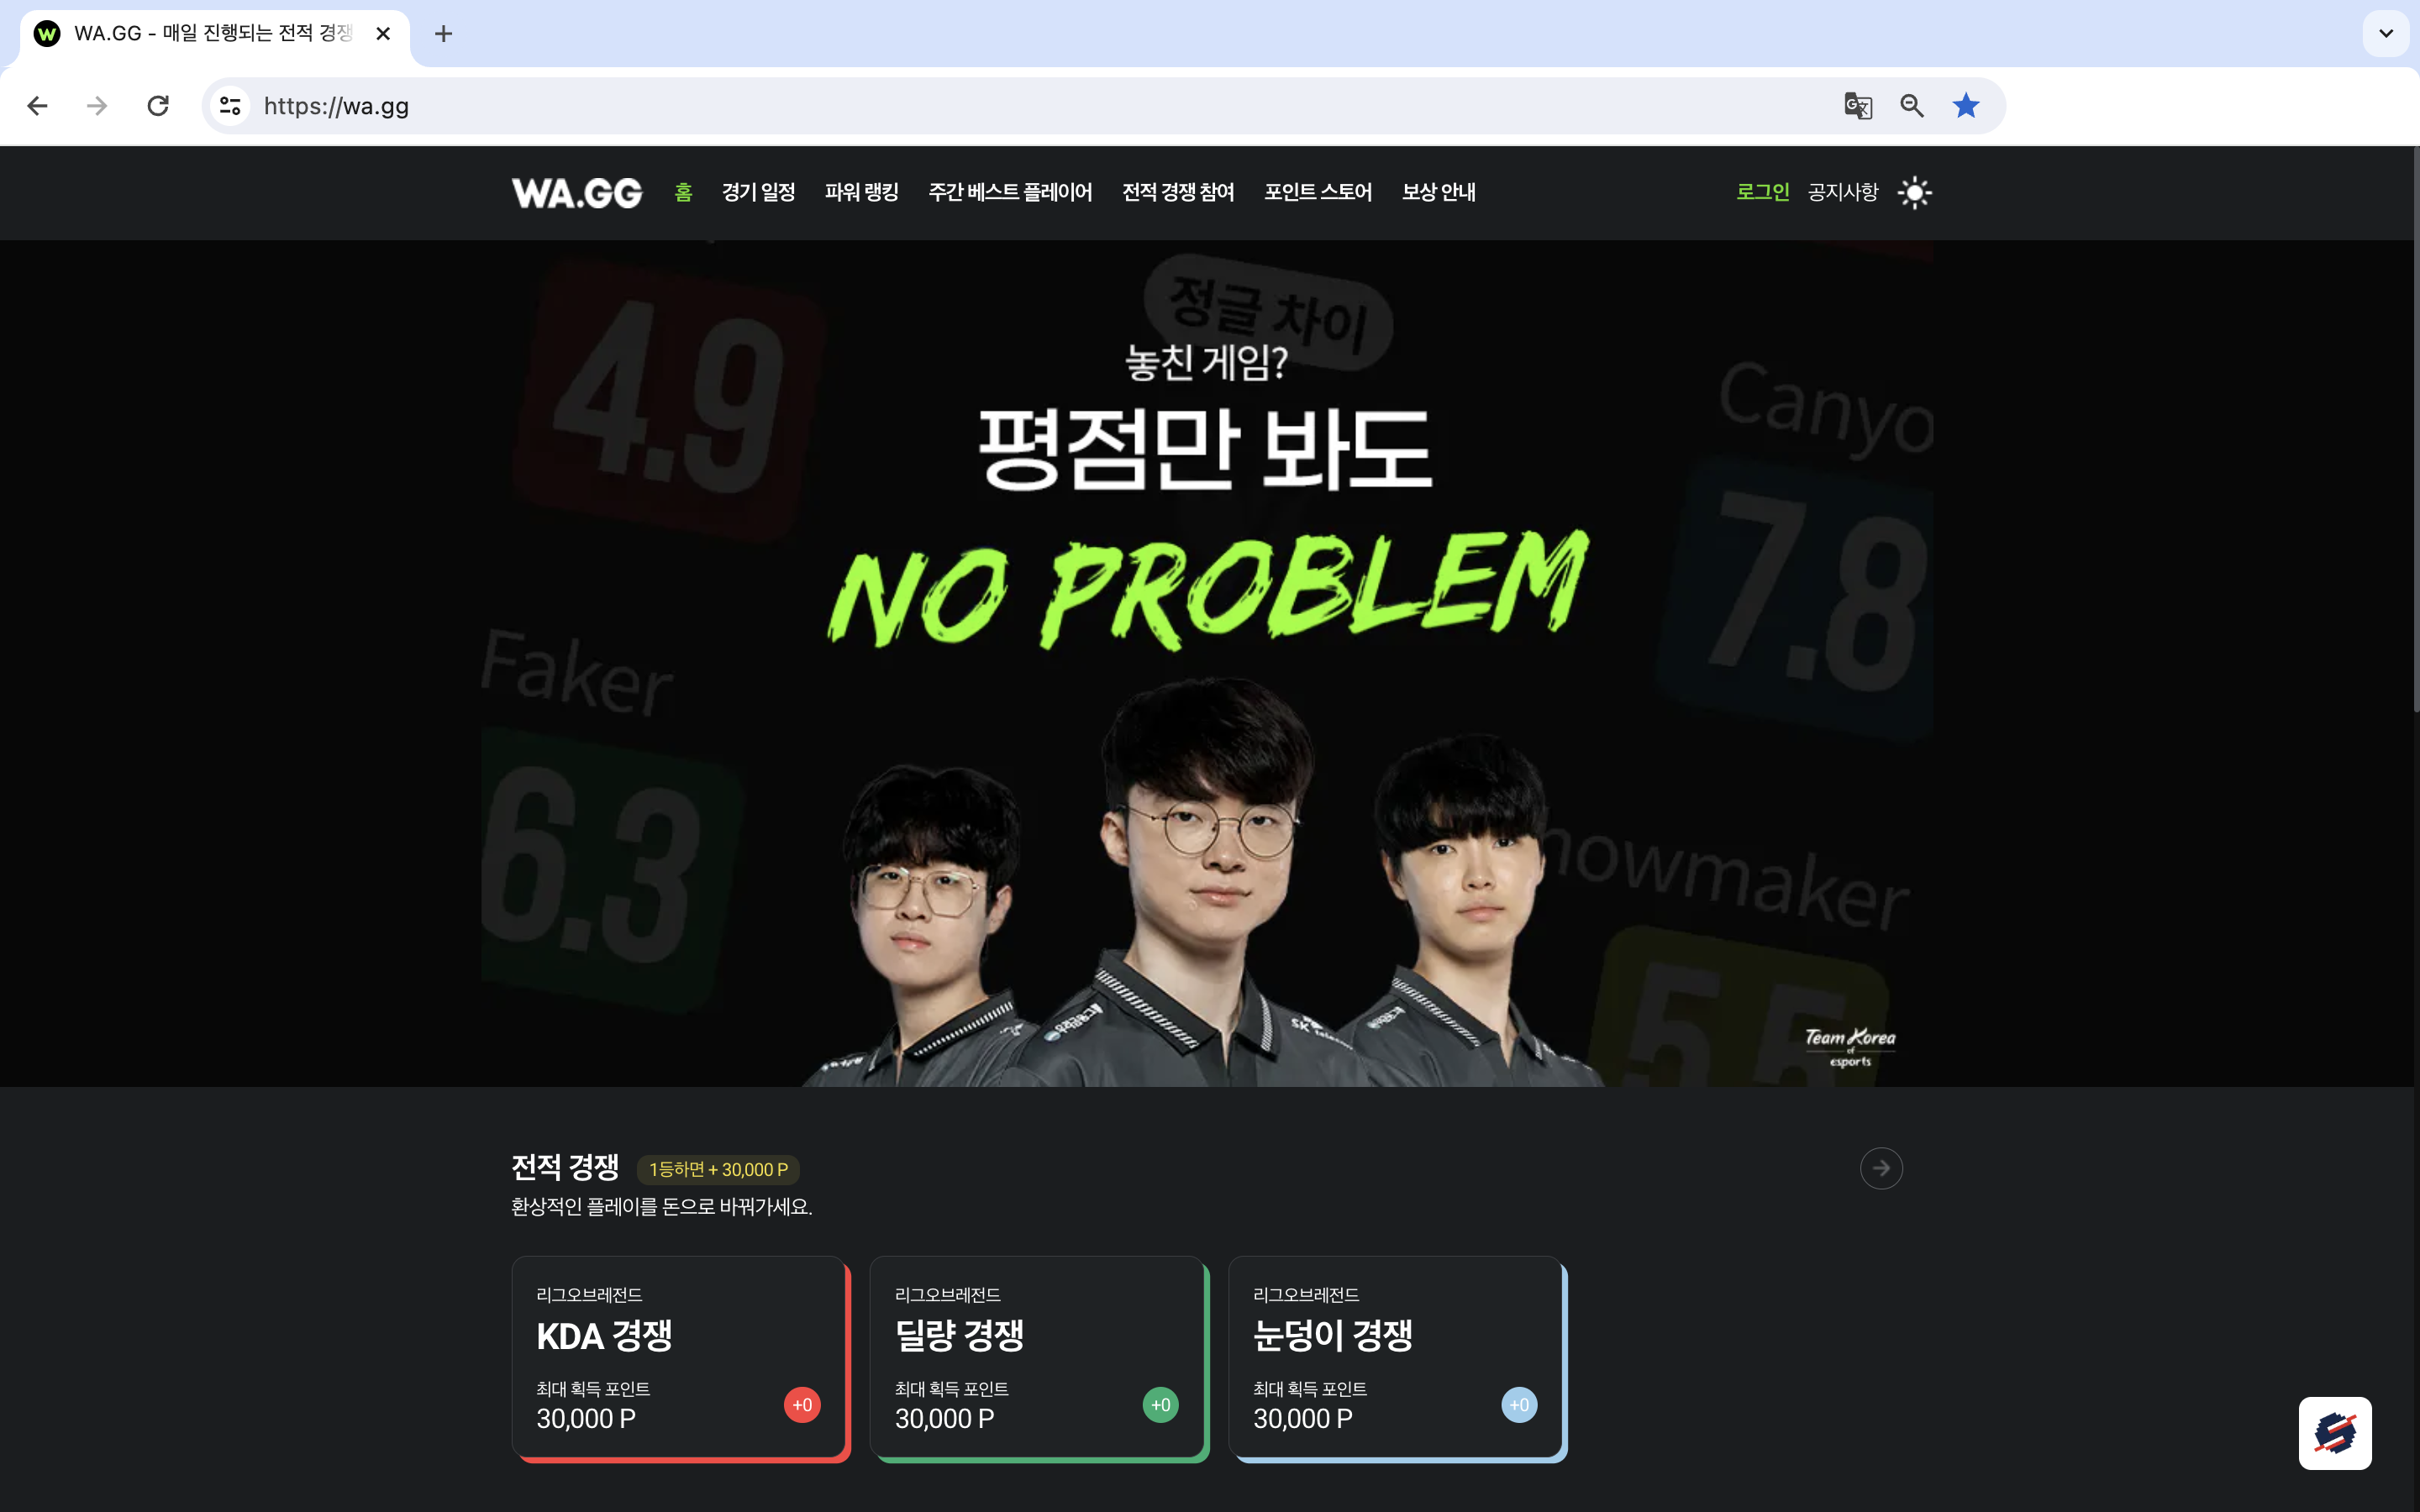 WA.GG - 매일 진행되는 전적 경쟁
https://wa.gg
WA.GG 홈 경기 일정 파워 랭킹 주간 베스트 플레이어 전적 경쟁 참여 포인트 스토어 보상 안내 로그인 공지사항
정글 차이
4.9
놓친 게임?
Canyo
평점만 봐도
7.8
NO PROBLEM
Faker
6.3
nowmaker
5.5
SK telecom
Team Korea
of
esports
전적 경쟁 1등하면 + 30,000 P
환상적인 플레이를 돈으로 바꿔가세요.
리그오브레전드
KDA 경쟁
최대 획득 포인트
30,000 P
+0
리그오브레전드
딜량 경쟁
최대 획득 포인트
30,000 P
+0
리그오브레전드
눈덩이 경쟁
최대 획득 포인트
30,000 P
+0